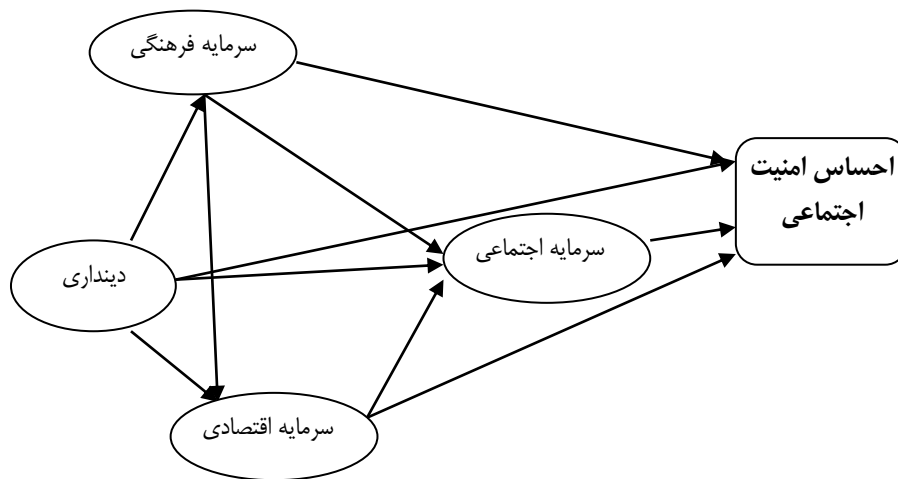 سرمایه فرهنگی
احساس امنیت
اجتماعی
سرمایه اجتماعی
دینداری
سرمایه اقتصادی